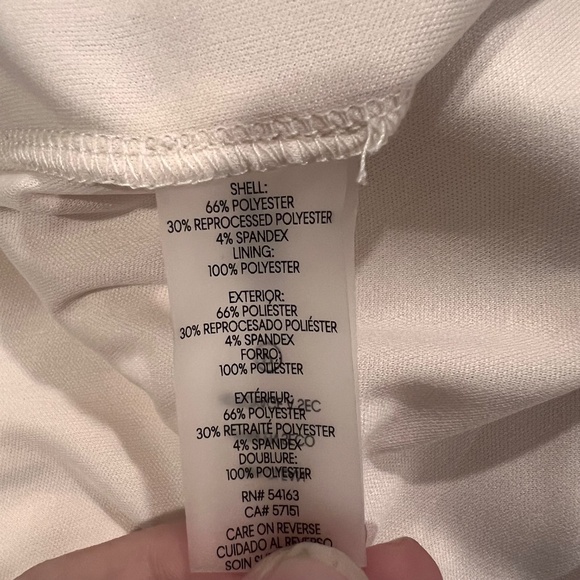 SHELL:
66% POLYESTER
30% REPROCESSED POLYESTER
4% SPANDEX
LINING:
100% POLYESTER
EXTERIOR:
66% POLIÉSTER
30% REPROCESADO POLIÉSTER
4% SPANDEX
FORRO:
100% POLIÉSTER
EXTÉRIEUR:
66% POLYESTER
30% RETRAITÉ POLYESTER
4% SPANDEX
DOUBLURE:
100% POLYESTER
RN# 54163
CA# 57151
CARE ON REVERSE
CUIDADO AL REVERSO
SOIN